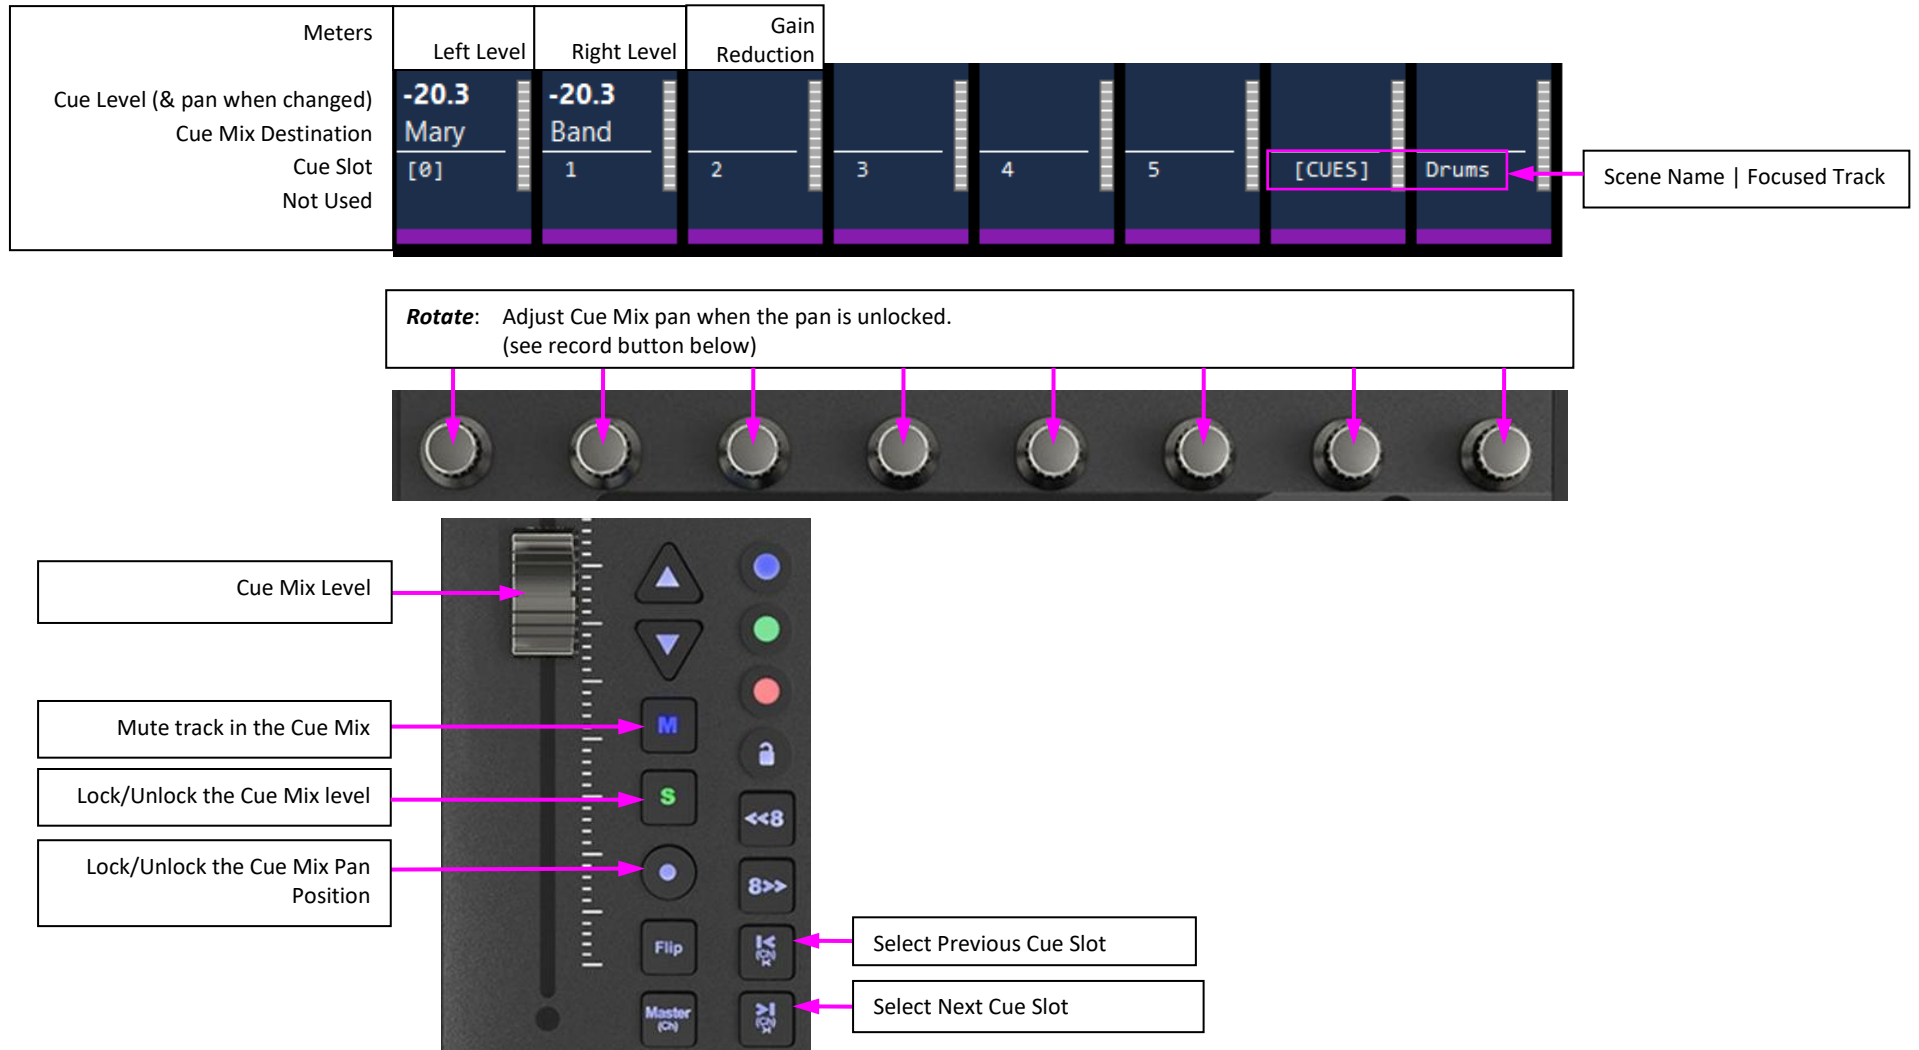 Meters
Left Level
Right Level
Gain
Reduction
Cue Level (& pan when changed)
Cue Mix Destination
Cue Slot
Not Used
-20.3
-20.3
Mary
Band
[0]
1
2
3
4
5
[CUES]
Drums
Scene Name | Focused Track
Rotate: Adjust Cue Mix pan when the pan is unlocked.
(see record button below)
Cue Mix Level
Mute track in the Cue Mix
M
Lock/Unlock the Cue Mix level
S
<<8
Lock/Unlock the Cue Mix Pan
Position
8>>
Flip
I<
(Ch)
Select Previous Cue Slot
Master
(Ch)
>I
(Ch)
Select Next Cue Slot